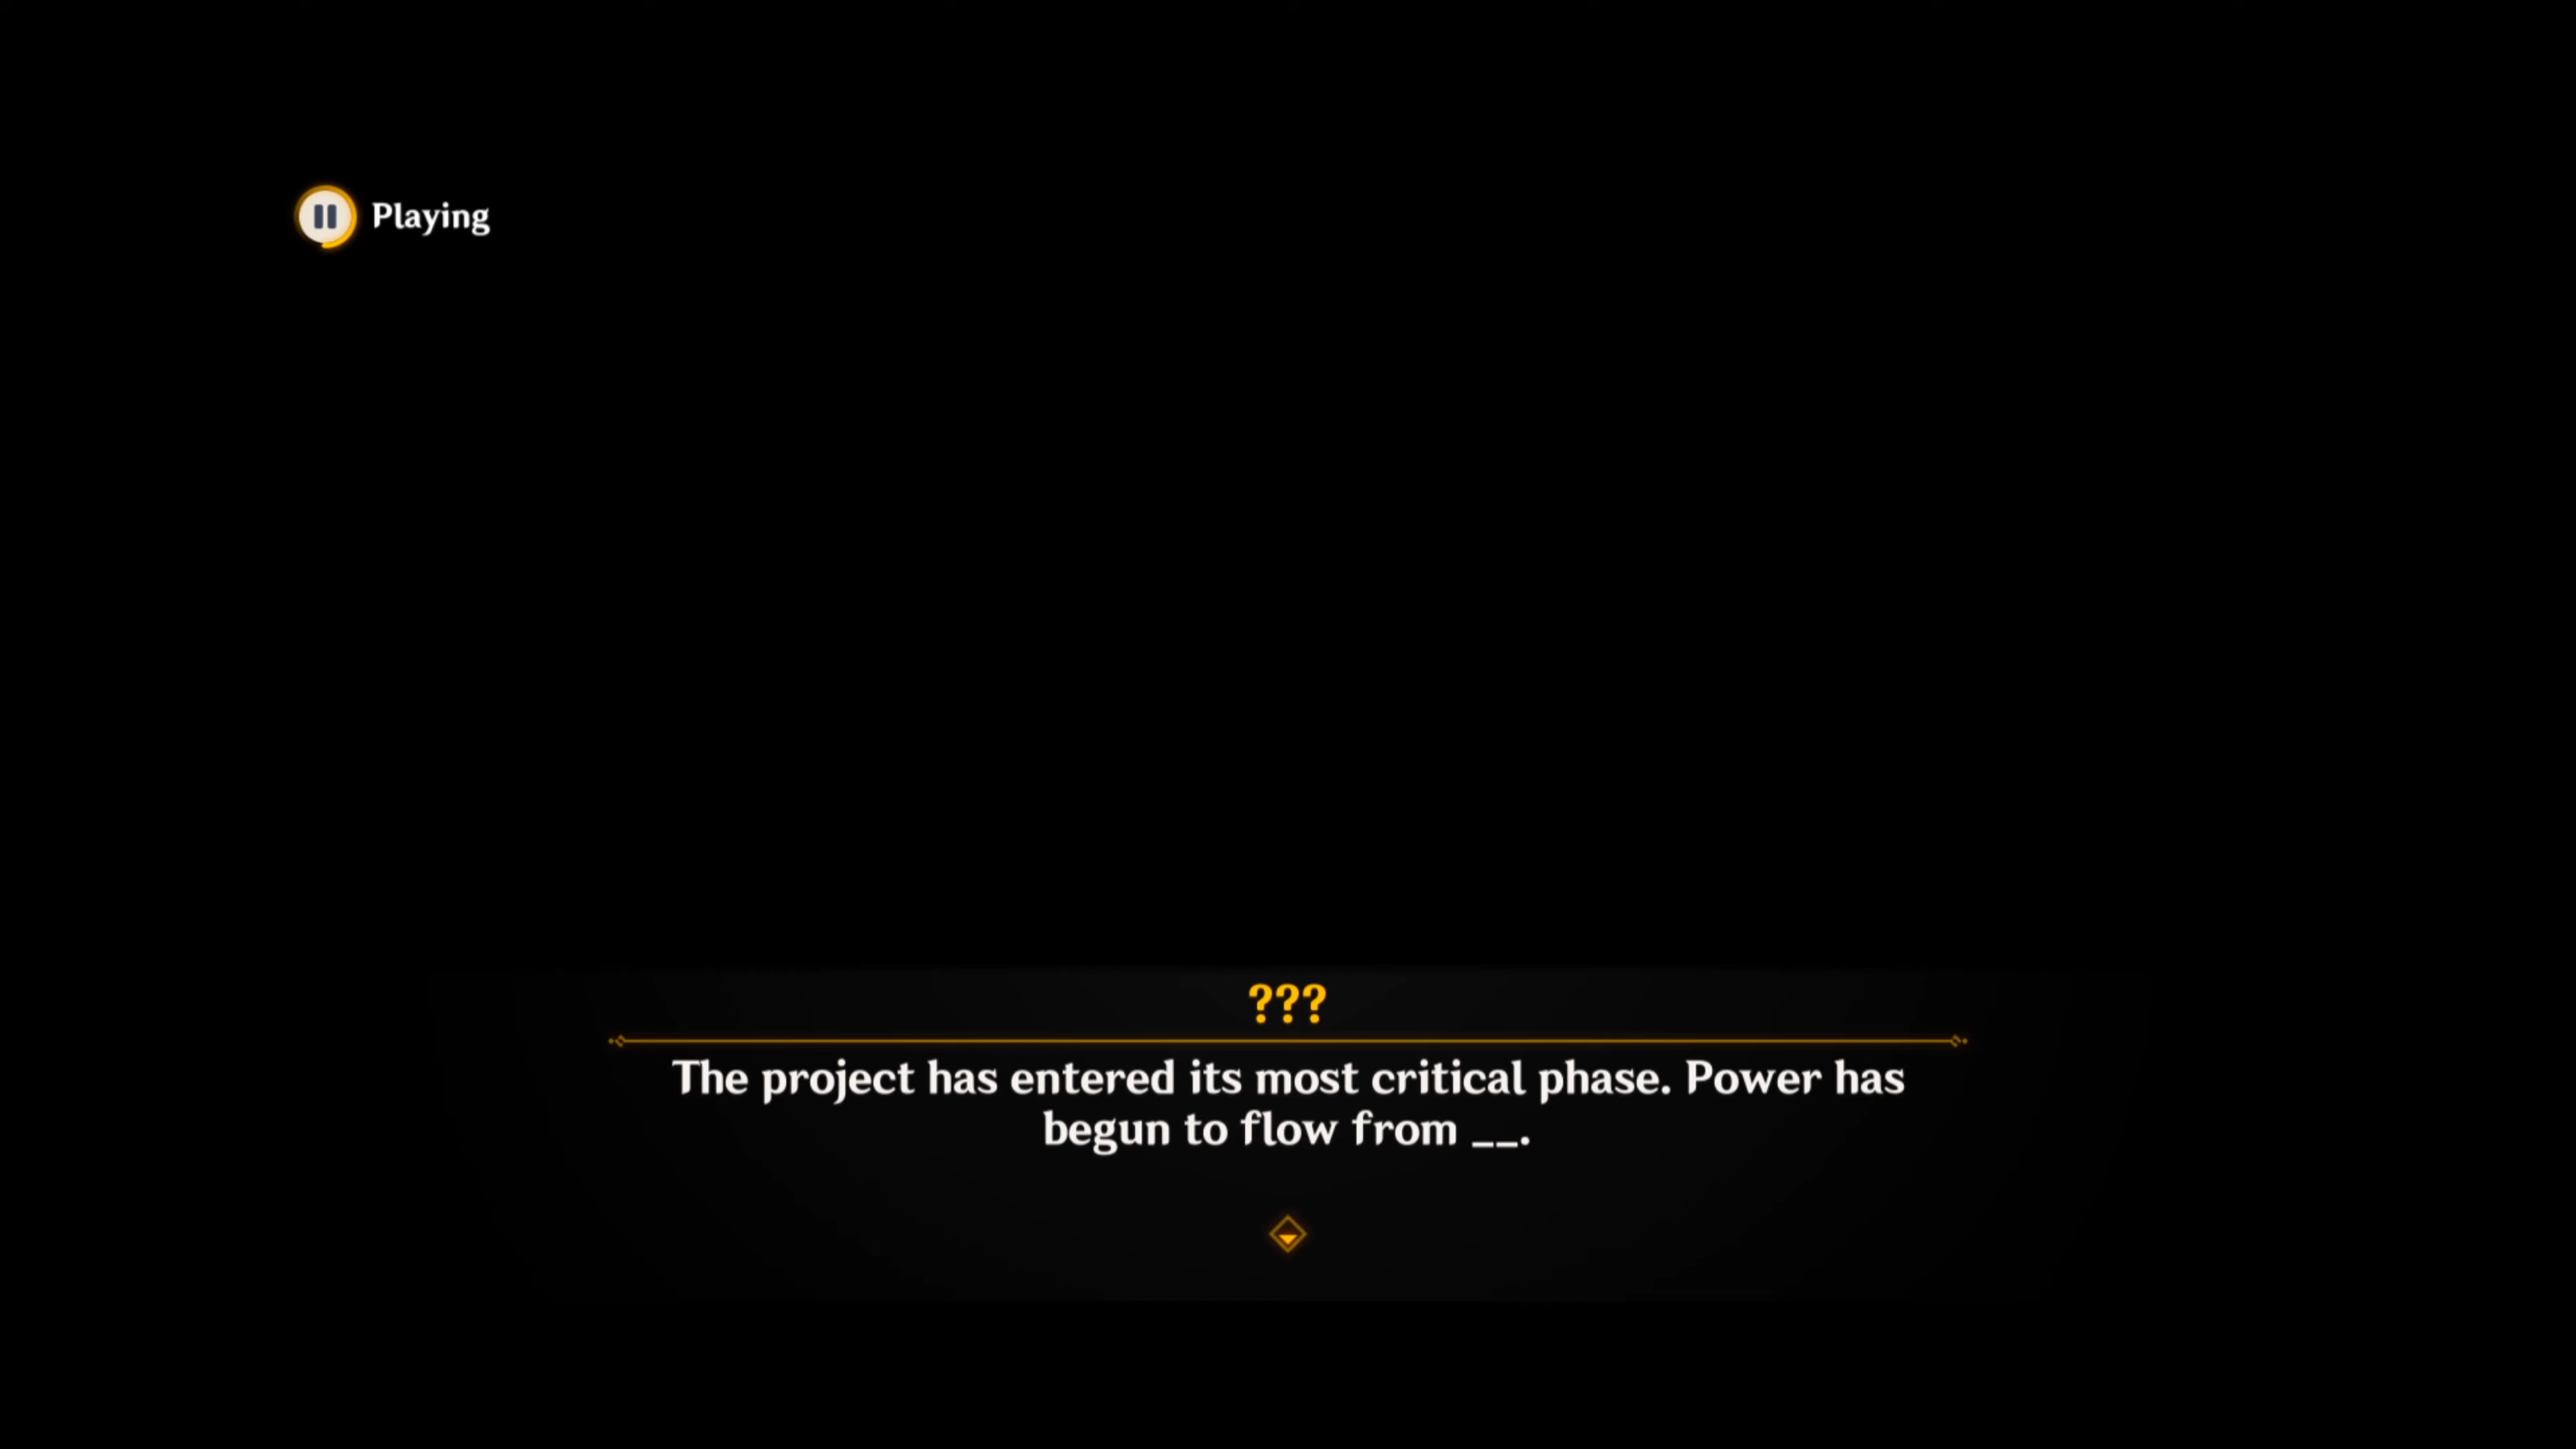 Playing
???
The project has entered its most critical phase. Power has
begun to flow from __.